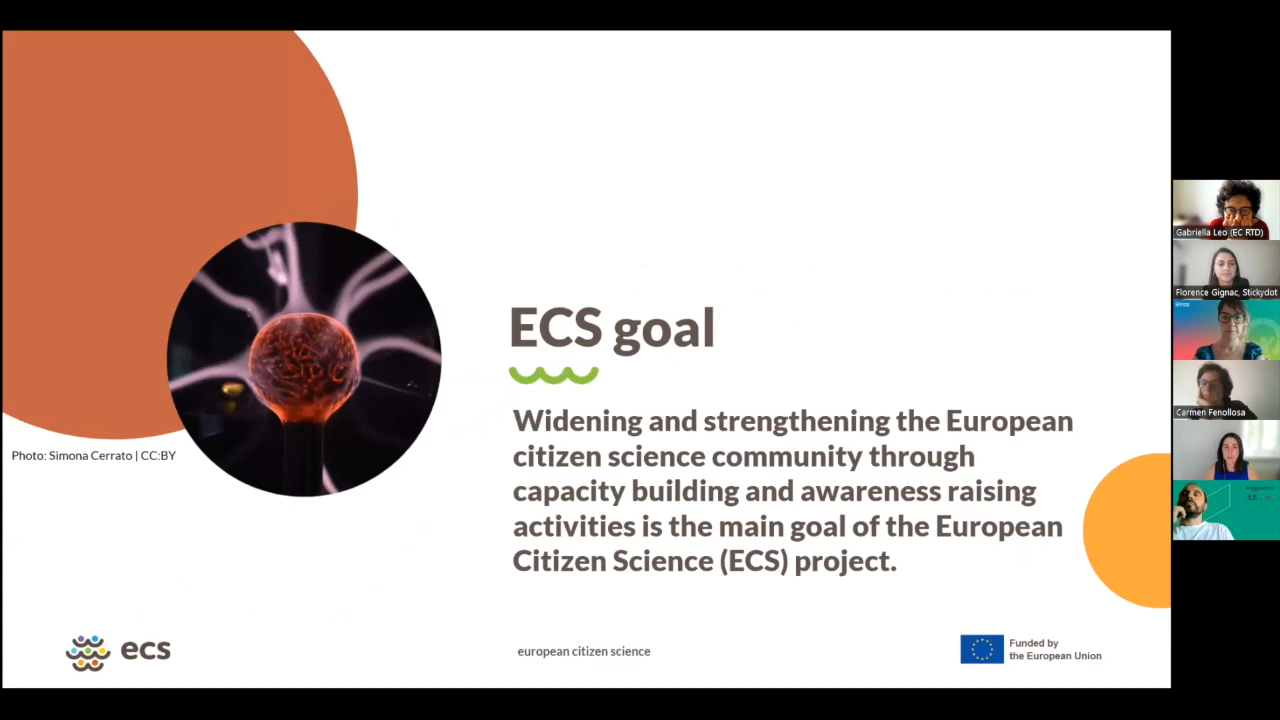 ECS goal
Widening and strengthening the European
citizen science community through
capacity building and awareness raising
activities is the main goal of the European
Citizen Science (ECS) project.
Photo: Simona Cerrato | CC:BY
ecs
european citizen science
Funded by
the European Union
Gabriella Leo (EC RTD)
Florence Gignac, Stickydot
Carmen Fenollosa